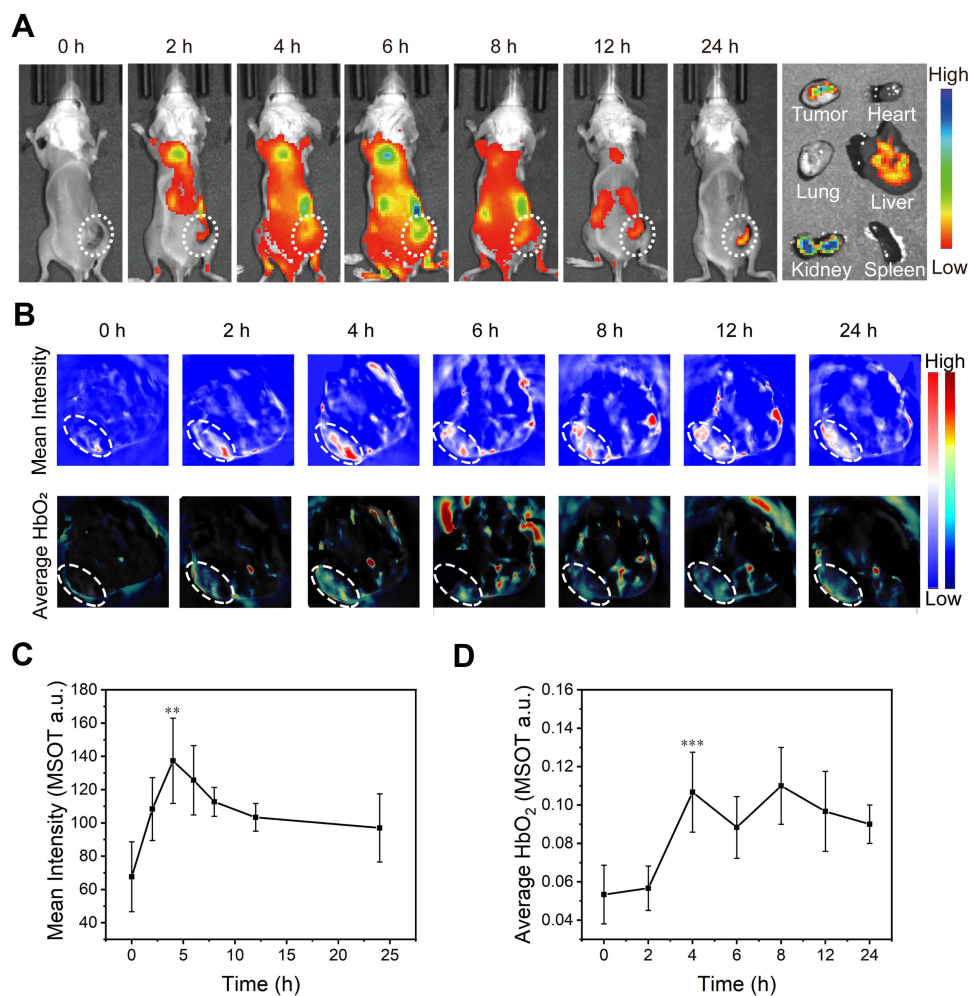 A
0 h 2 h 4 h 6 h 8 h 12 h 24 h
High
Tumor Heart
Lung Liver
Kidney Spleen
Low
B
0 h 2 h 4 h 6 h 8 h 12 h 24 h
Mean Intensity
High
Average HbO₂
Low
C
Mean Intensity (MSOT a.u.)
180
160
140
120
100
80
60
40
**
0 5 10 15 20 25
Time (h)
D
Average HbO₂ (MSOT a.u.)
0.16
0.14
0.12
0.10
0.08
0.06
0.04
***
0 2 4 6 8 12 24
Time (h)